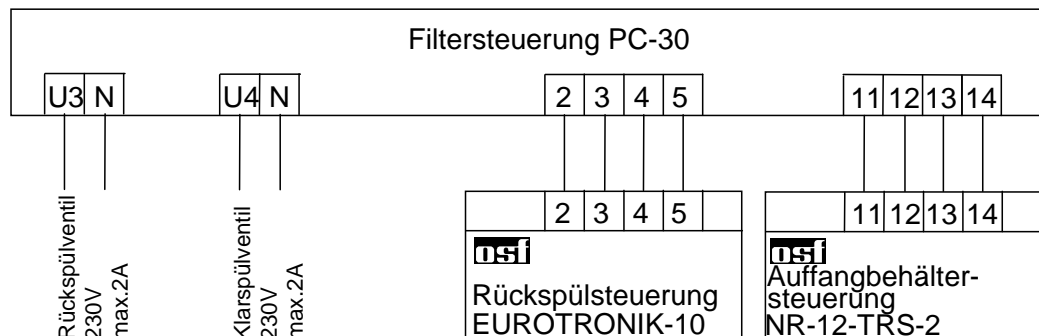 Filtersteuerung PC-30
U3 N U4 N 2 3 4 5 11 12 13 14
Rückspülventil
230V
max.2A
Klarspülventil
230V
max.2A
2 3 4 5
osf
Rückspülsteuerung
EUROTRONIK-10
11 12 13 14
osf
Auffangbehälter-
steuerung
NR-12-TRS-2